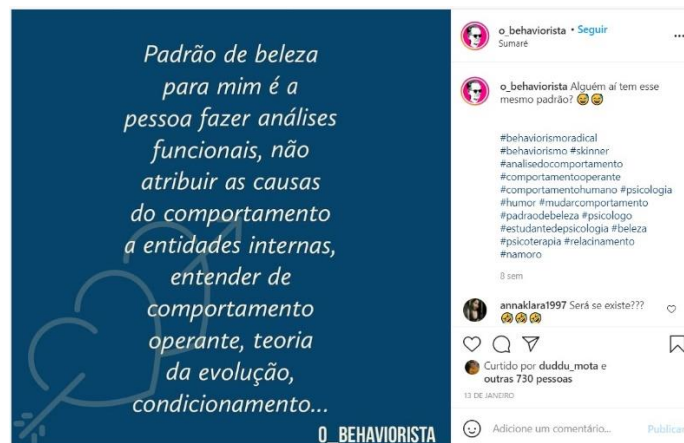 Padrão de beleza
para mim é a
pessoa fazer análises
funcionais, não
atribuir as causas
do comportamento
a entidades internas,
entender de
comportamento
operante, teoria
da evolução,
condicionamento...
O_BEHAVIORISTA
o_behaviorista • Seguir
Sumaré
o_behaviorista Alguém aí tem esse
mesmo padrão? 😅😅
#behaviorismoradical
#behaviorismo #skinner
#analisedocomportamento
#comportamentooperante
#comportamentohumano #psicologia
#humor #mudarcomportamento
#padraodebeleza #psicologo
#estudantedepsicologia #beleza
#psicoterapia #relacinamento
#namoro
8 sem
annaklara1997 Será se existe???
🤣🤣🤣
Curtido por duddu_mota e
outras 730 pessoas
13 DE JANEIRO
Adicione um comentário...
Publicar